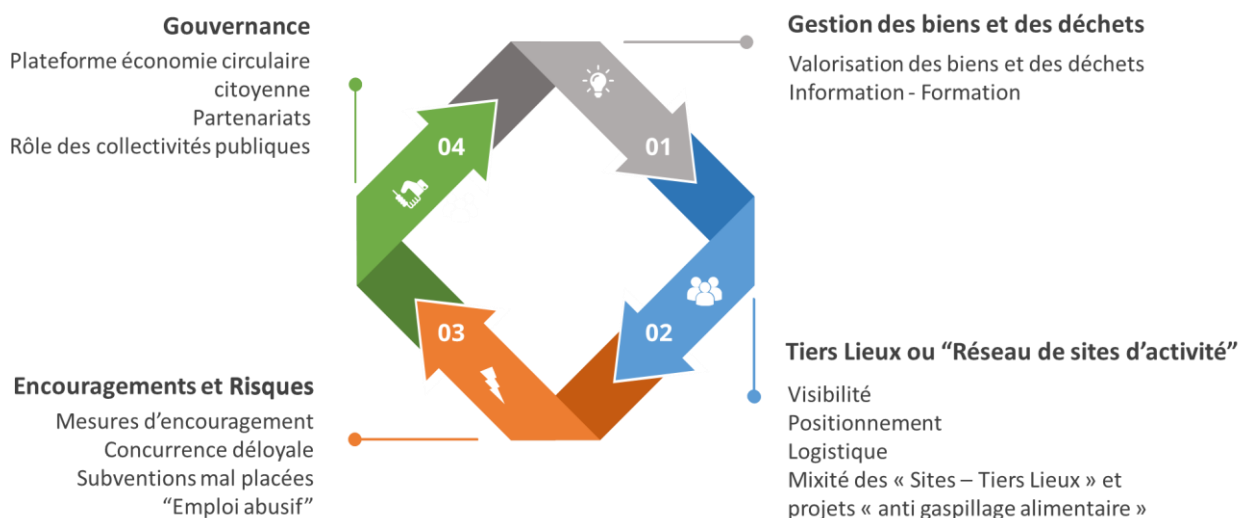 Gouvernance
Plateforme économie circulaire
citoyenne
Partenariats
Rôle des collectivités publiques
Gestion des biens et des déchets
Valorisation des biens et des déchets
Information - Formation
04
01
03
02
Encouragements et Risques
Mesures d’encouragement
Concurrence déloyale
Subventions mal placées
“Emploi abusif”
Tiers Lieux ou “Réseau de sites d’activité”
Visibilité
Positionnement
Logistique
Mixité des « Sites – Tiers Lieux » et
projets « anti gaspillage alimentaire »